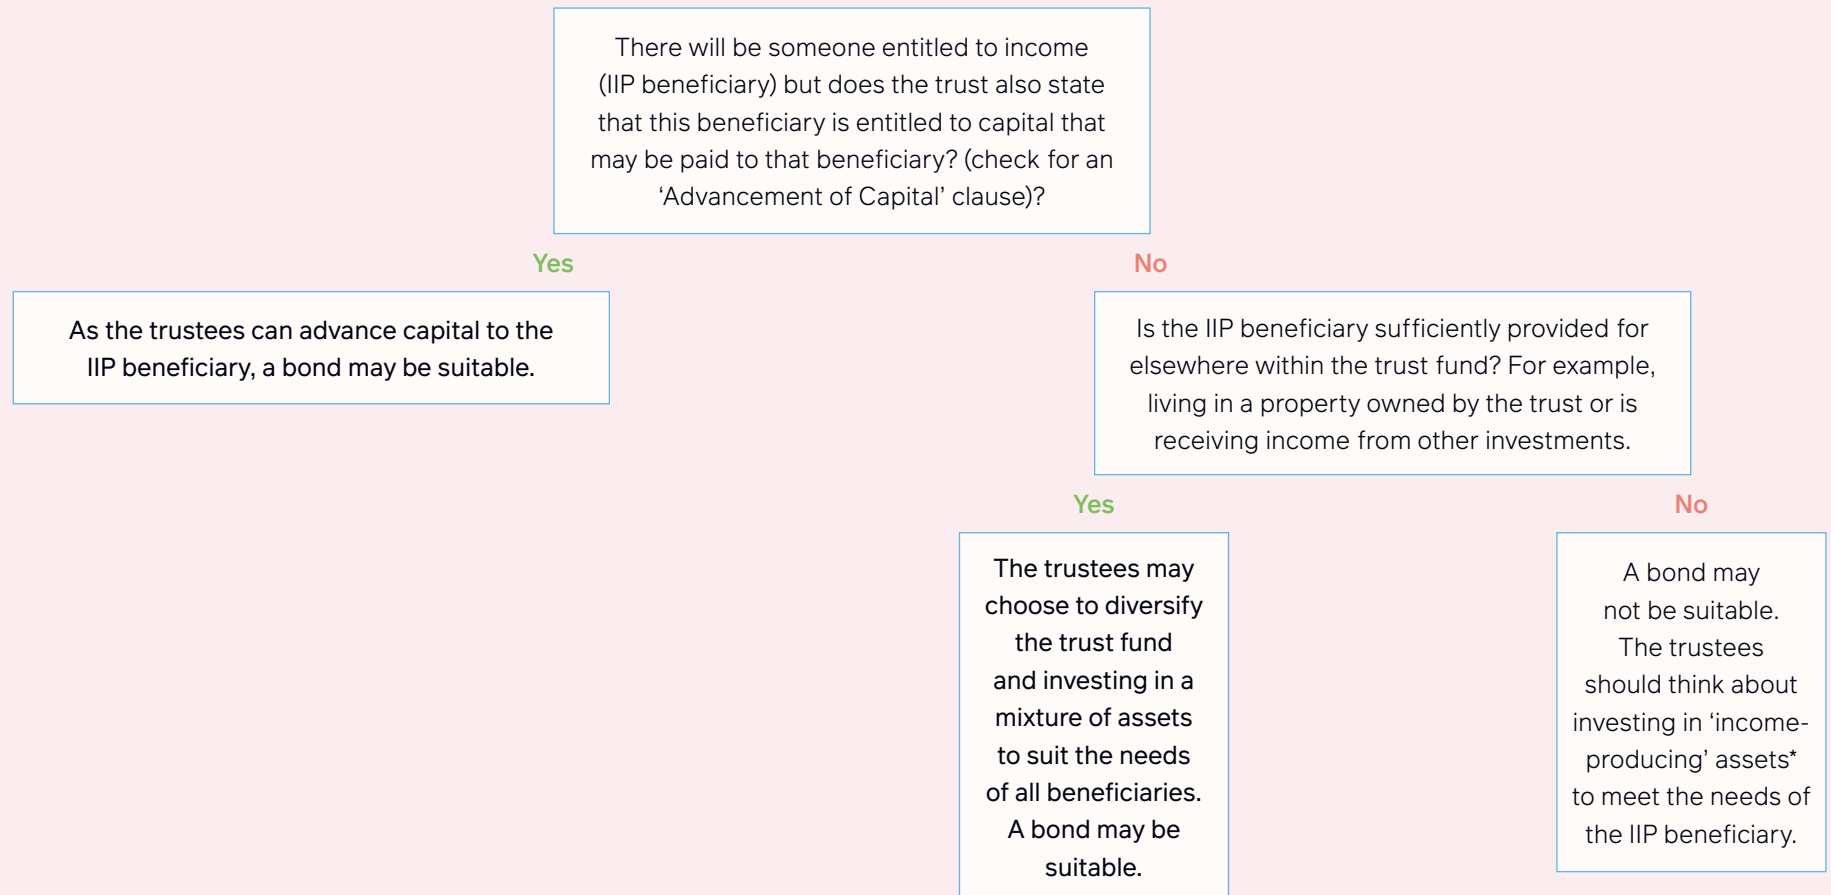 There will be someone entitled to income
(IIP beneficiary) but does the trust also state
that this beneficiary is entitled to capital that
may be paid to that beneficiary? (check for an
‘Advancement of Capital’ clause)?
Yes
No
As the trustees can advance capital to the
IIP beneficiary, a bond may be suitable.
Is the IIP beneficiary sufficiently provided for
elsewhere within the trust fund? For example,
living in a property owned by the trust or is
receiving income from other investments.
Yes
No
The trustees may
choose to diversify
the trust fund
and investing in a
mixture of assets
to suit the needs
of all beneficiaries.
A bond may be
suitable.
A bond may
not be suitable.
The trustees
should think about
investing in ‘income-
producing’ assets*
to meet the needs of
the IIP beneficiary.